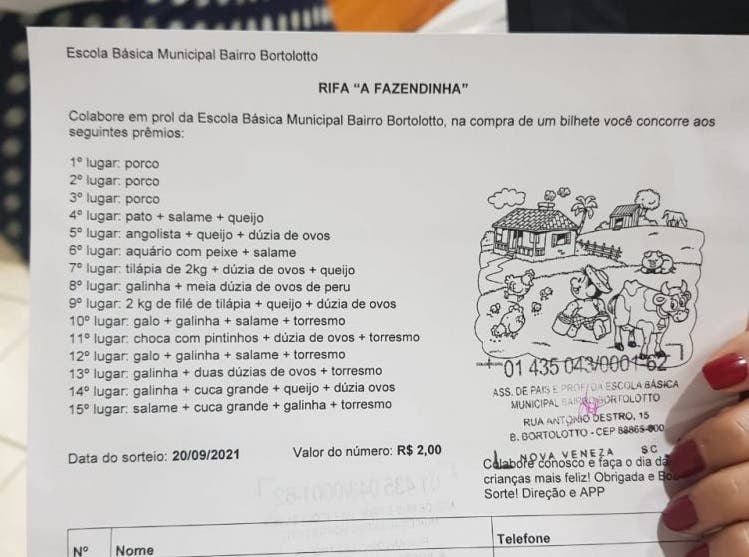 Escola Básica Municipal Bairro Bortolotto
RIFA “A FAZENDINHA”
Colabore em prol da Escola Básica Municipal Bairro Bortolotto, na compra de um bilhete você concorre aos
seguintes prêmios:
1º lugar: porco
2º lugar: porco
3º lugar: porco
4º lugar: pato + salame + queijo
5º lugar: angolista + queijo + dúzia de ovos
6º lugar: aquário com peixe + salame
7º lugar: tilápia de 2kg + dúzia de ovos + queijo
8º lugar: galinha + meia dúzia de ovos de peru
9º lugar: 2 kg de filé de tilápia + queijo + dúzia de ovos
10º lugar: galo + galinha + salame + torresmo
11º lugar: choca com pintinhos + dúzia de ovos + torresmo
12º lugar: galo + galinha + salame + torresmo
13º lugar: galinha + duas dúzias de ovos + torresmo
14º lugar: galinha + cuca grande + queijo + dúzia ovos
15º lugar: salame + cuca grande + galinha + torresmo
01 435 043/0001-62
ASS. DE PAIS E PROF. DA ESCOLA BÁSICA
MUNICIPAL BAIRRO BORTOLOTTO
RUA ANTONIO DESTRO, 15
B. BORTOLOTTO - CEP 88865-000
NOVA VENEZA SC
Data do sorteio: 20/09/2021
Valor do número: R$ 2,00
Colabore conosco e faça o dia da
crianças mais feliz! Obrigada e
Sorte! Direção e APP
Nº Nome Telefone